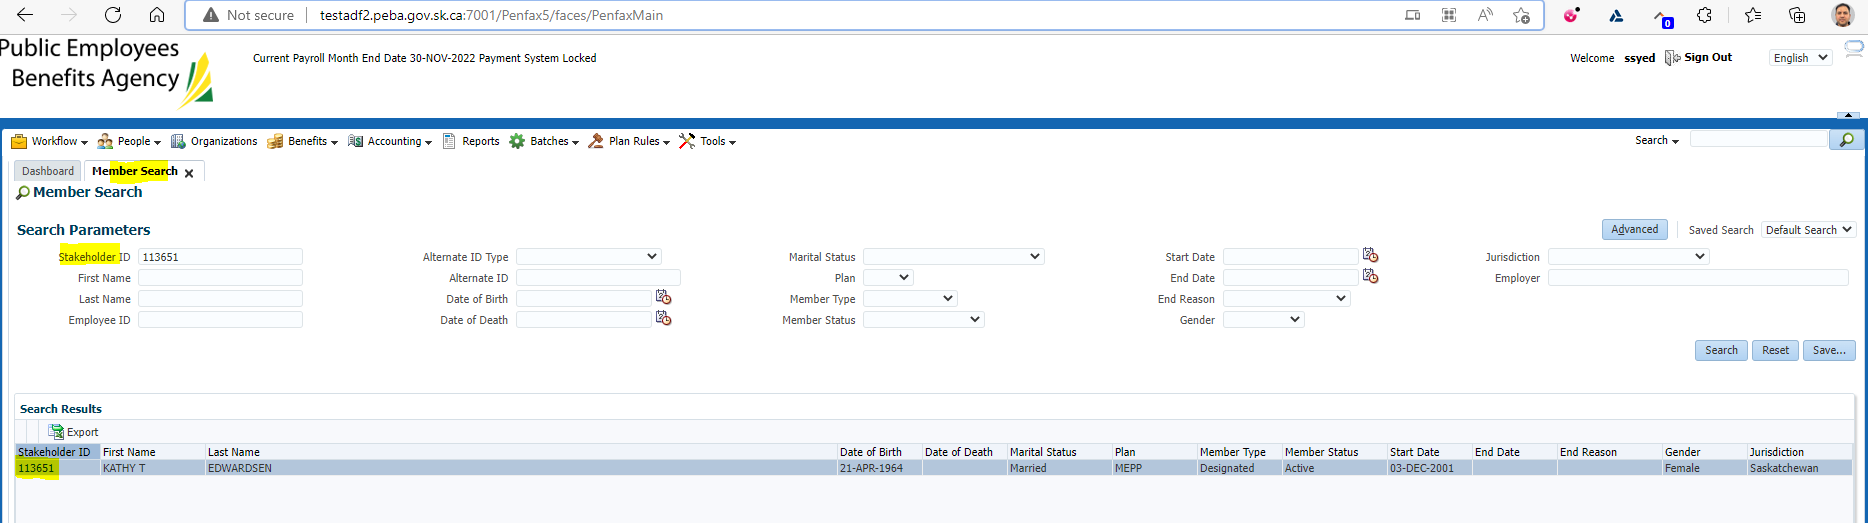 Not secure testadf2.peba.gov.sk.ca:7001/Penfax5/faces/PenfaxMain 0
Public Employees
Benefits Agency
Current Payroll Month End Date 30-NOV-2022 Payment System Locked
Welcome ssyed Sign Out English
Workflow People Organizations Benefits Accounting Reports Batches Plan Rules Tools Search
Dashboard Member Search
Member Search
Search Parameters
Advanced Saved Search Default Search
Stakeholder ID 113651 Alternate ID Type Marital Status Start Date Jurisdiction
First Name Alternate ID Plan End Date Employer
Last Name Date of Birth Member Type End Reason
Employee ID Date of Death Member Status Gender
Search Reset Save...
Search Results
Export
Stakeholder ID First Name Last Name Date of Birth Date of Death Marital Status Plan Member Type Member Status Start Date End Date End Reason Gender Jurisdiction
113651 KATHY T EDWARDSEN 21-APR-1964 Married MEPP Designated Active 03-DEC-2001 Female Saskatchewan